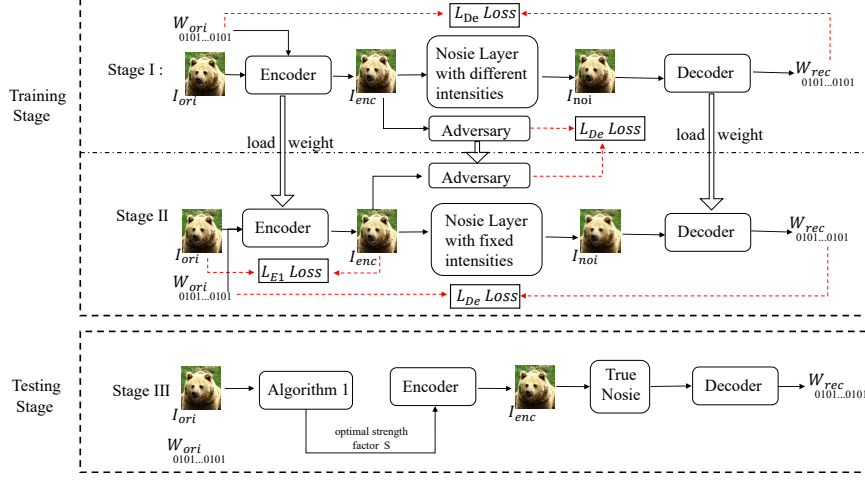 Training
Stage
Stage I :
W_ori
0101...0101
I_ori
Encoder
I_enc
Nosie Layer
with different
intensities
I_noi
Decoder
W_rec
0101...0101
L_De Loss
Adversary
L_De Loss
load weight
load weight
Stage II
Adversary
I_ori
W_ori
0101...0101
Encoder
I_enc
Nosie Layer
with fixed
intensities
I_noi
Decoder
W_rec
0101...0101
L_E1 Loss
L_De Loss
Testing
Stage
Stage III
I_ori
W_ori
0101...0101
Algorithm 1
optimal strength
factor S
Encoder
I_enc
True
Nosie
Decoder
W_rec
0101...0101